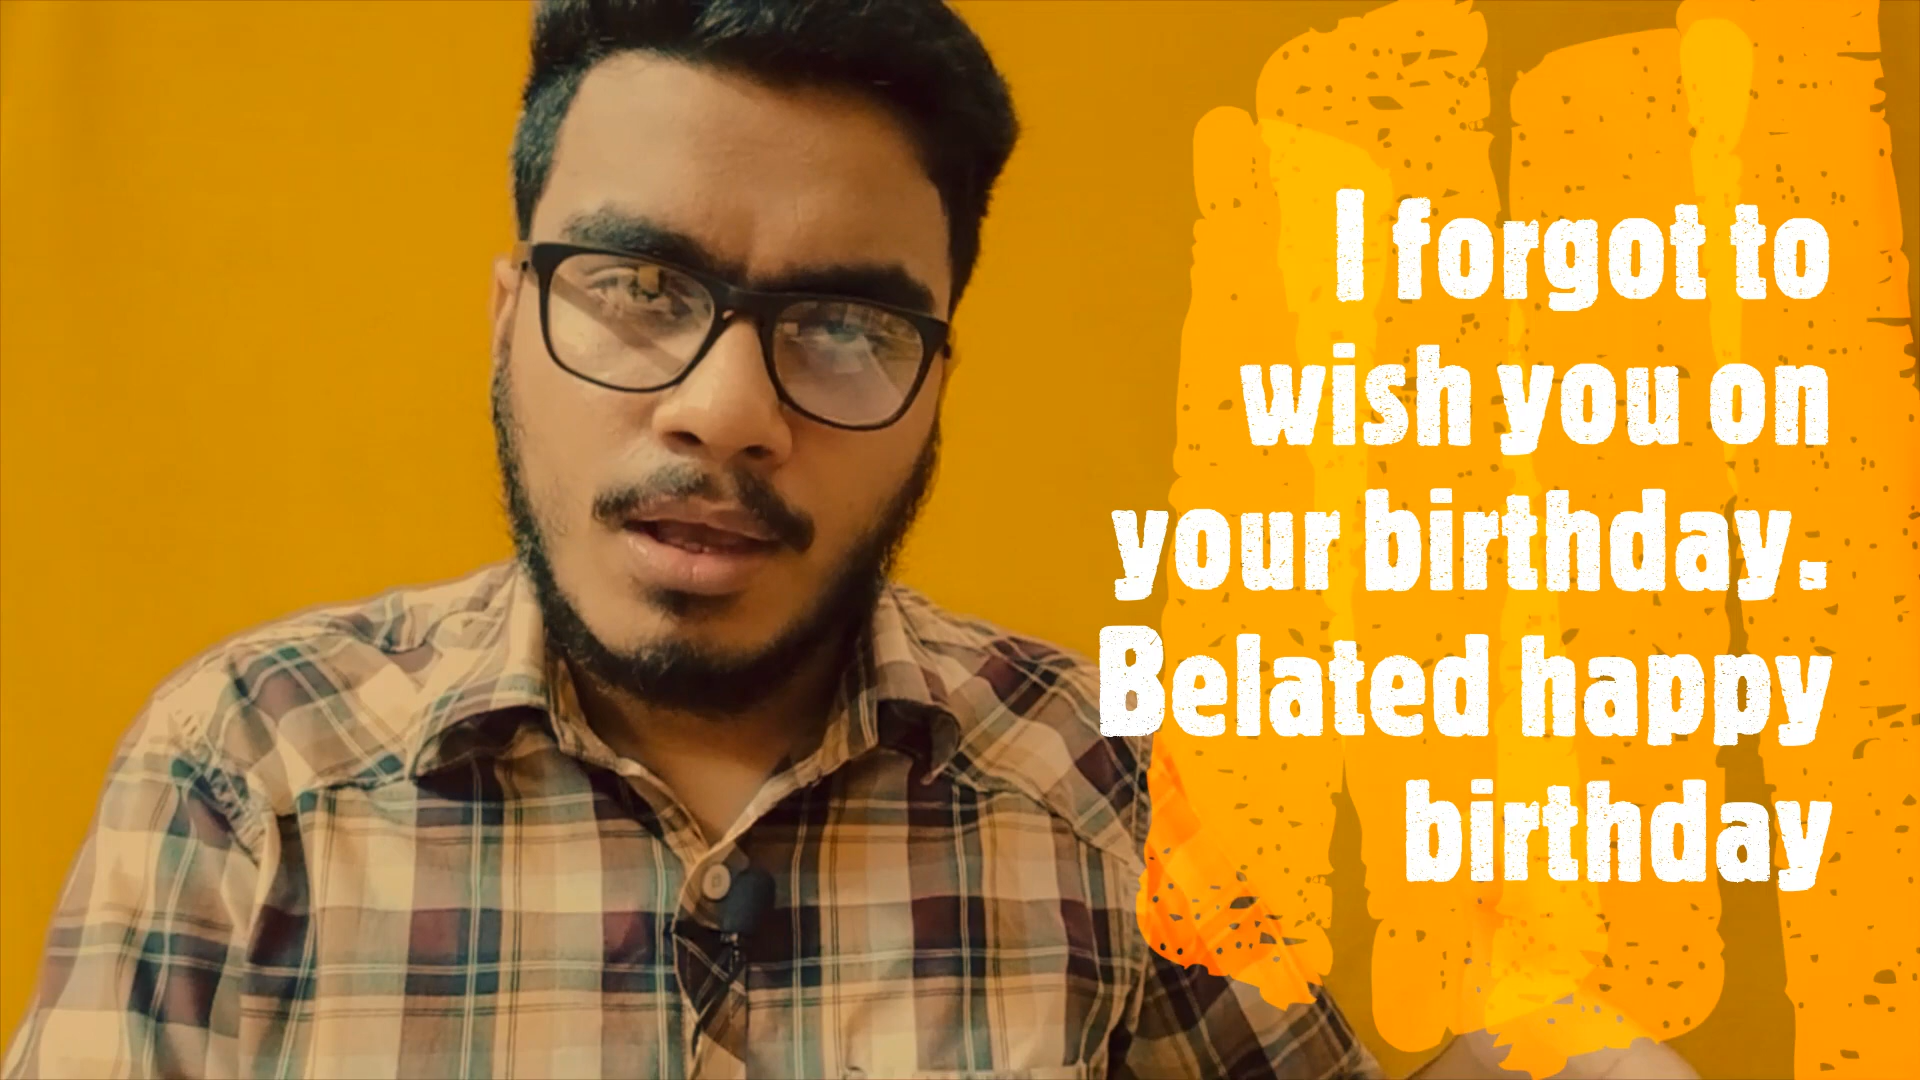 I forgot to
wish you on
your birthday.
Belated happy
birthday